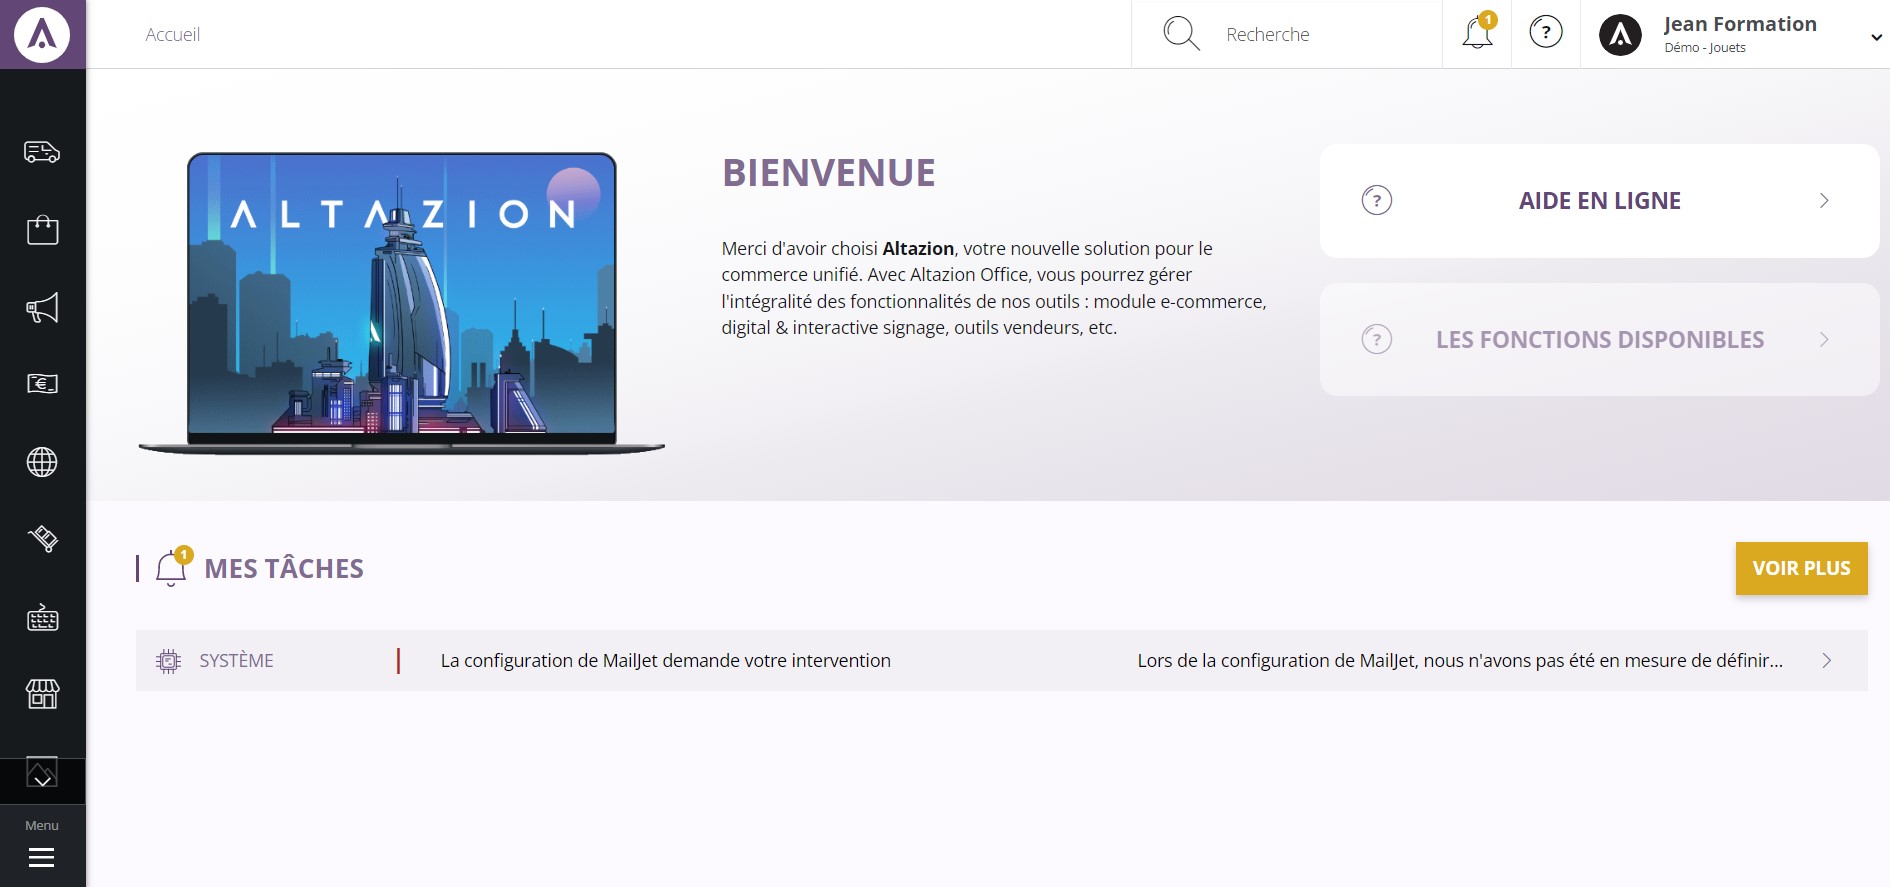 Accueil
Recherche
1
?
Jean Formation
Démo - Jouets
ALTAZION
BIENVENUE
Merci d'avoir choisi Altazion, votre nouvelle solution pour le
commerce unifié. Avec Altazion Office, vous pourrez gérer
l'intégralité des fonctionnalités de nos outils : module e-commerce,
digital & interactive signage, outils vendeurs, etc.
? AIDE EN LIGNE
? LES FONCTIONS DISPONIBLES
1 MES TÂCHES
VOIR PLUS
SYSTÈME
La configuration de MailJet demande votre intervention
Lors de la configuration de MailJet, nous n'avons pas été en mesure de définir...
Menu